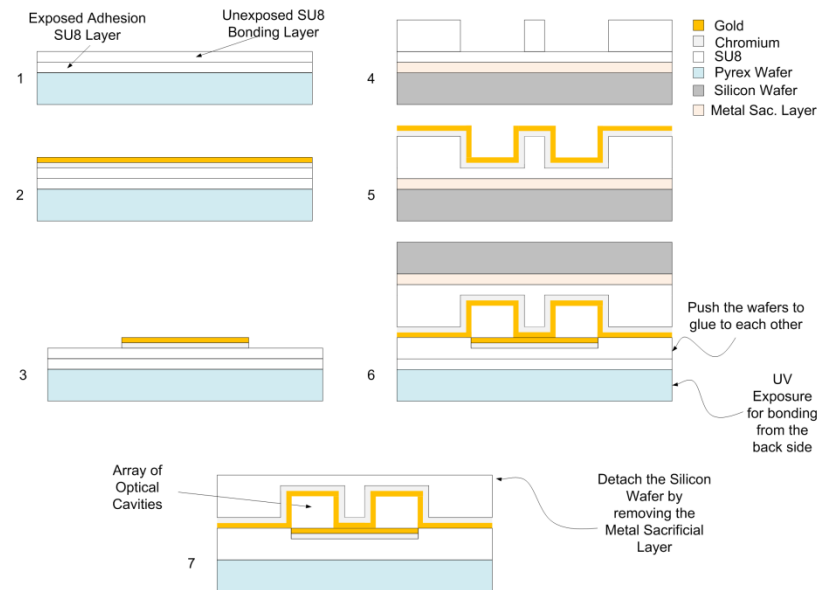 Exposed Adhesion
SU8 Layer
Unexposed SU8
Bonding Layer
1
2
3
4
5
6
Gold
Chromium
SU8
Pyrex Wafer
Silicon Wafer
Metal Sac. Layer
Push the wafers to
glue to each other
UV
Exposure
for bonding
from the
back side
Array of
Optical
Cavities
7
Detach the Silicon
Wafer by
removing the
Metal Sacrificial
Layer